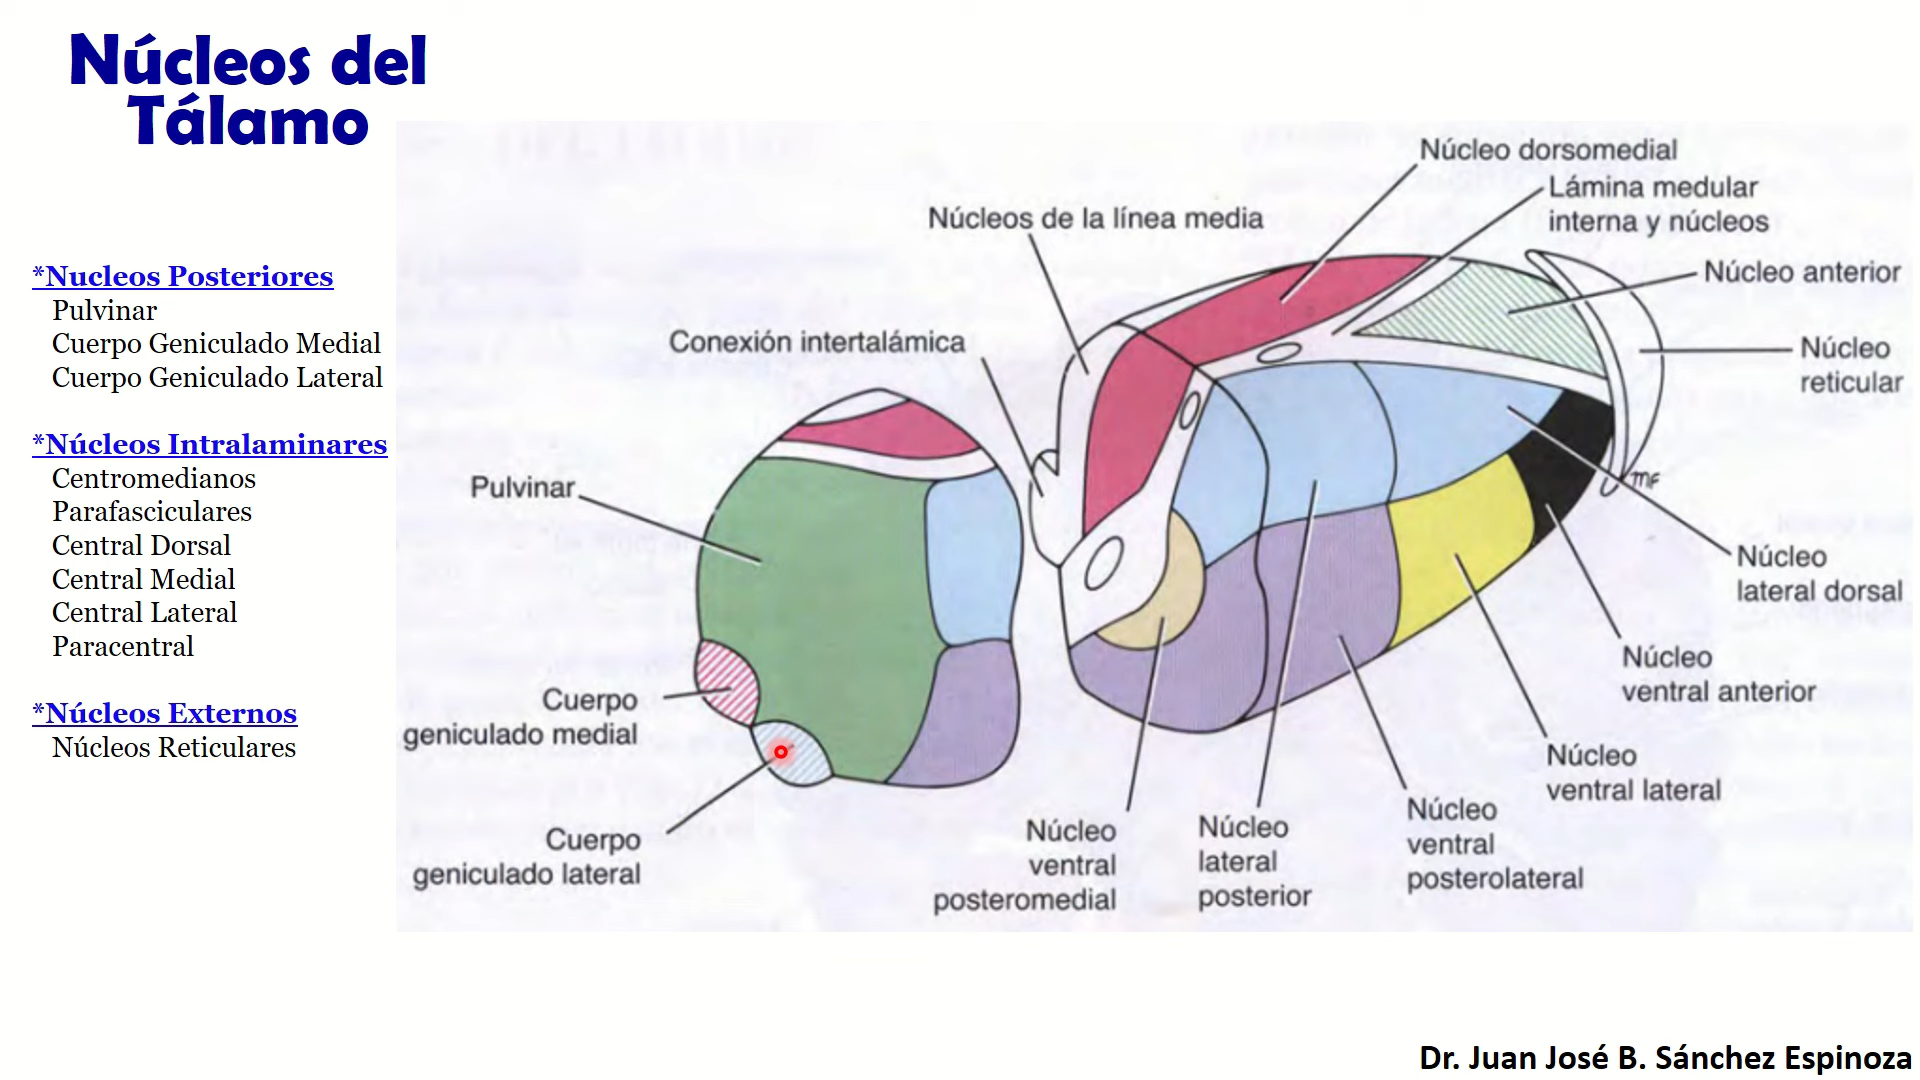 Núcleos del
Tálamo
*Nucleos Posteriores
Pulvinar
Cuerpo Geniculado Medial
Cuerpo Geniculado Lateral
*Núcleos Intralaminares
Centromedianos
Parafasciculares
Central Dorsal
Central Medial
Central Lateral
Paracentral
*Núcleos Externos
Núcleos Reticulares
Núcleo dorsomedial
Lámina medular
interna y núcleos
Núcleos de la línea media
Núcleo anterior
Conexión intertalámica
Núcleo
reticular
Pulvinar
Núcleo
lateral dorsal
Núcleo
ventral anterior
Cuerpo
geniculado medial
Núcleo
ventral lateral
Cuerpo
geniculado lateral
Núcleo
ventral
posteromedial
Núcleo
lateral
posterior
Núcleo
ventral
posterolateral
Dr. Juan José B. Sánchez Espinoza